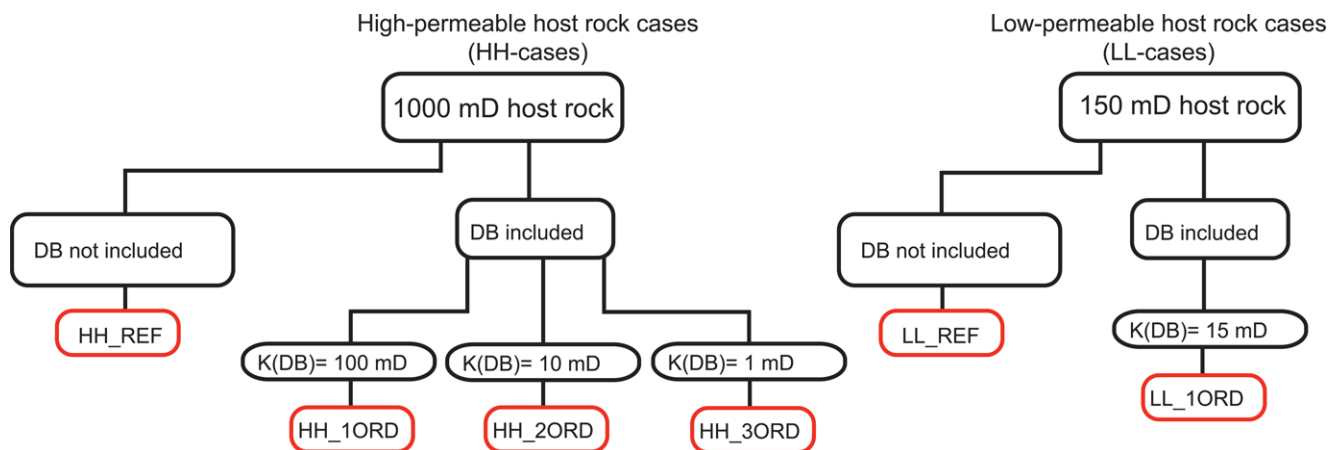 High-permeable host rock cases
(HH-cases)
1000 mD host rock
DB not included
DB included
HH_REF
K(DB)= 100 mD
K(DB)= 10 mD
K(DB)= 1 mD
HH_1ORD
HH_2ORD
HH_3ORD
Low-permeable host rock cases
(LL-cases)
150 mD host rock
DB not included
DB included
LL_REF
K(DB)= 15 mD
LL_1ORD